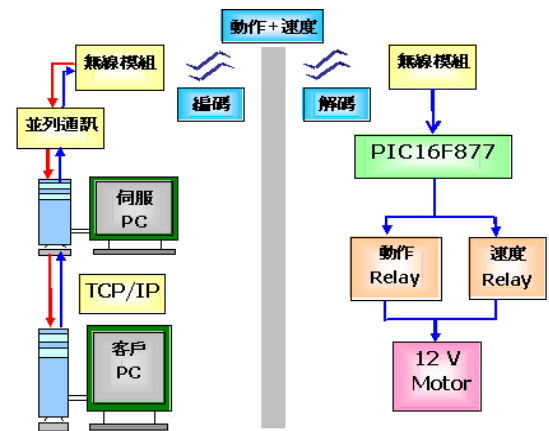 動作+速度
無線模組
編碼
並列通訊
伺服
PC
TCP/IP
客戶
PC
解碼
無線模組
PIC16F877
動作
Relay
速度
Relay
12 V
Motor